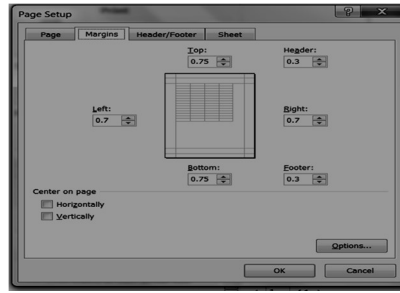 Page Setup
Page Margins Header/Footer Sheet
Top: Header:
0.75 0.3
Left: Right:
0.7 0.7
Bottom: Footer:
0.75 0.3
Center on page
Horizontally
Vertically
Options...
OK Cancel